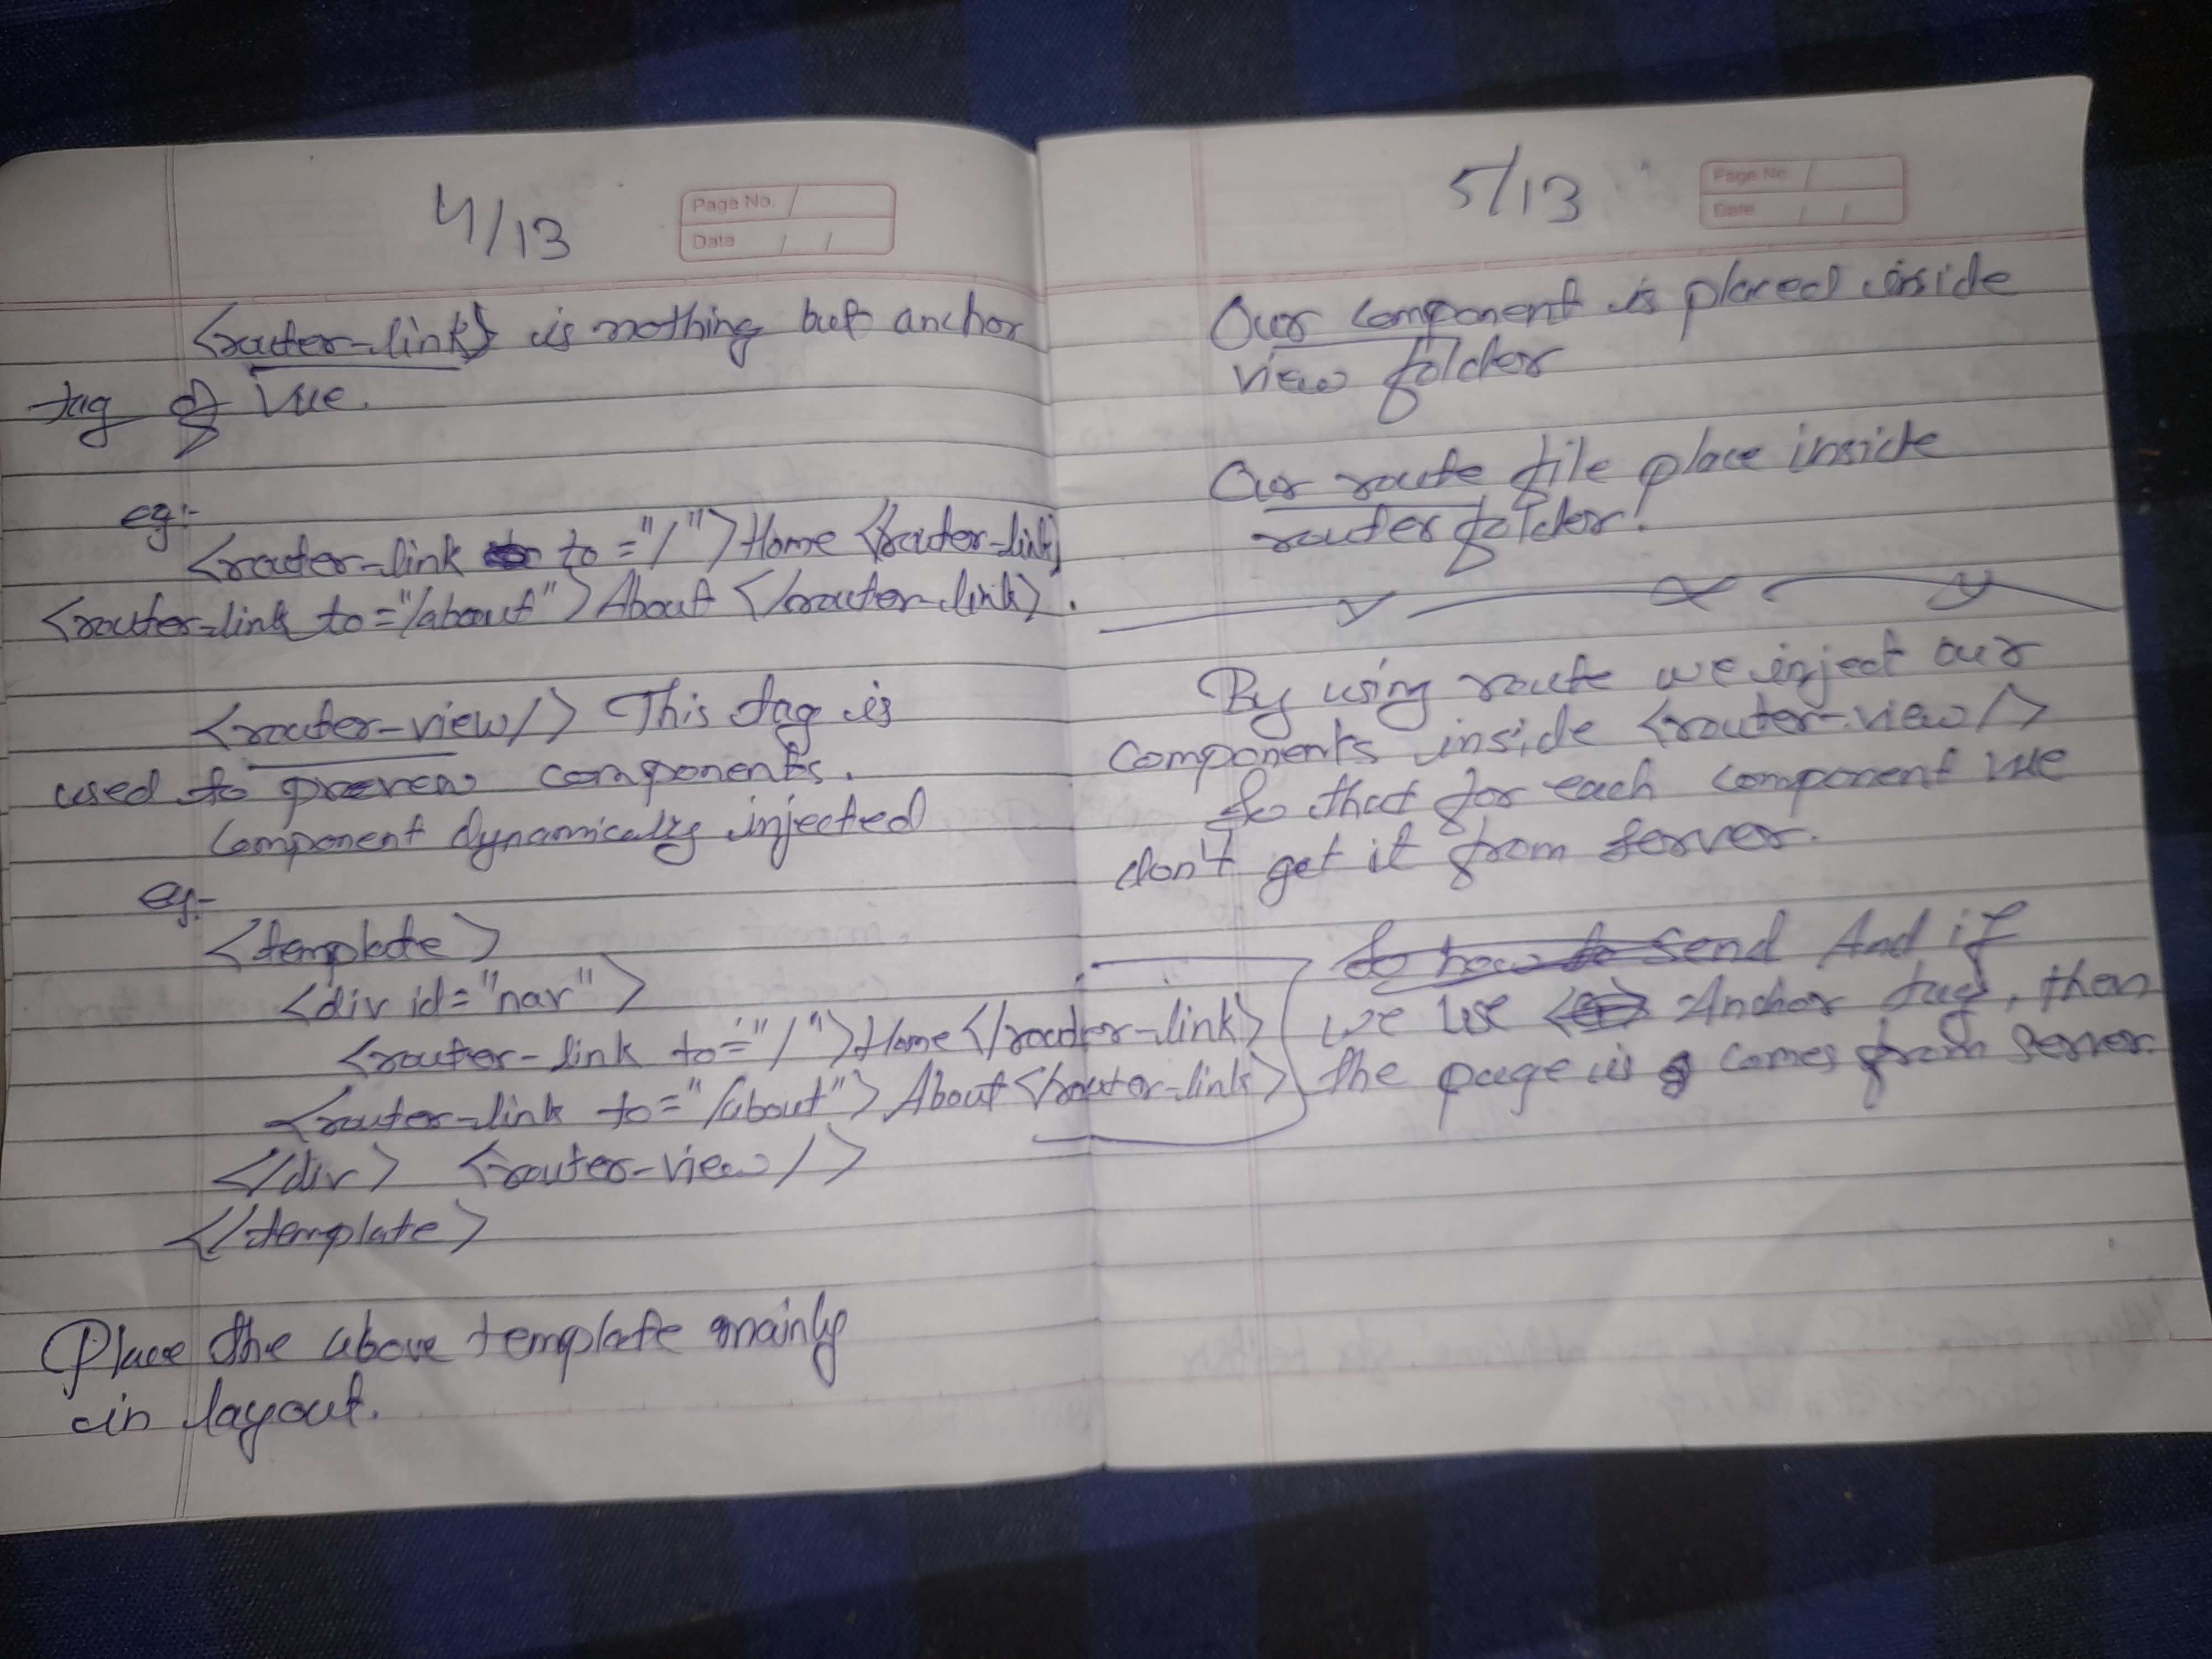 4/13
Page No.
Date
<router-link> is nothing but anchor
tag of Vue.
eg:-
<router-link to="/">Home</router-link>
<router-link to="/about">About </router-link>.
<router-view/> This tag is
used to components.
Component dynamically injected
eg:-
<template>
<div id="nav">
<router-link to="/">Home</router-link>
<router-link to="/about">About</router-link>
</div> <router-view/>
</template>
Place the above template mainly
in layout.
5/13
Page No.
Date
Our component is placed inside
view folder
Our route file place inside
router folder!
By using route we inject our
components inside <router-view/>
So that for each component we
don't get it from server.
So how to Send And if
we use Anchor tag, then
the page is comes from server.